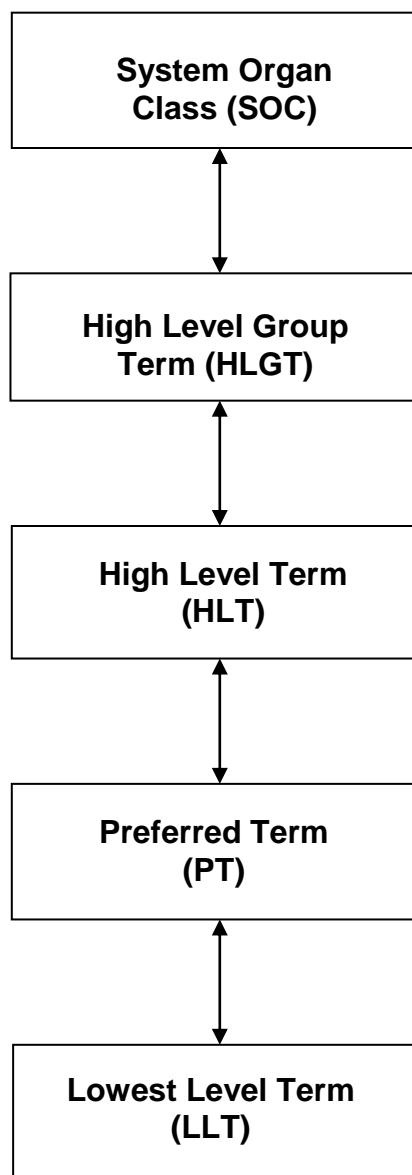 System Organ
Class (SOC)
High Level Group
Term (HLGT)
High Level Term
(HLT)
Preferred Term
(PT)
Lowest Level Term
(LLT)